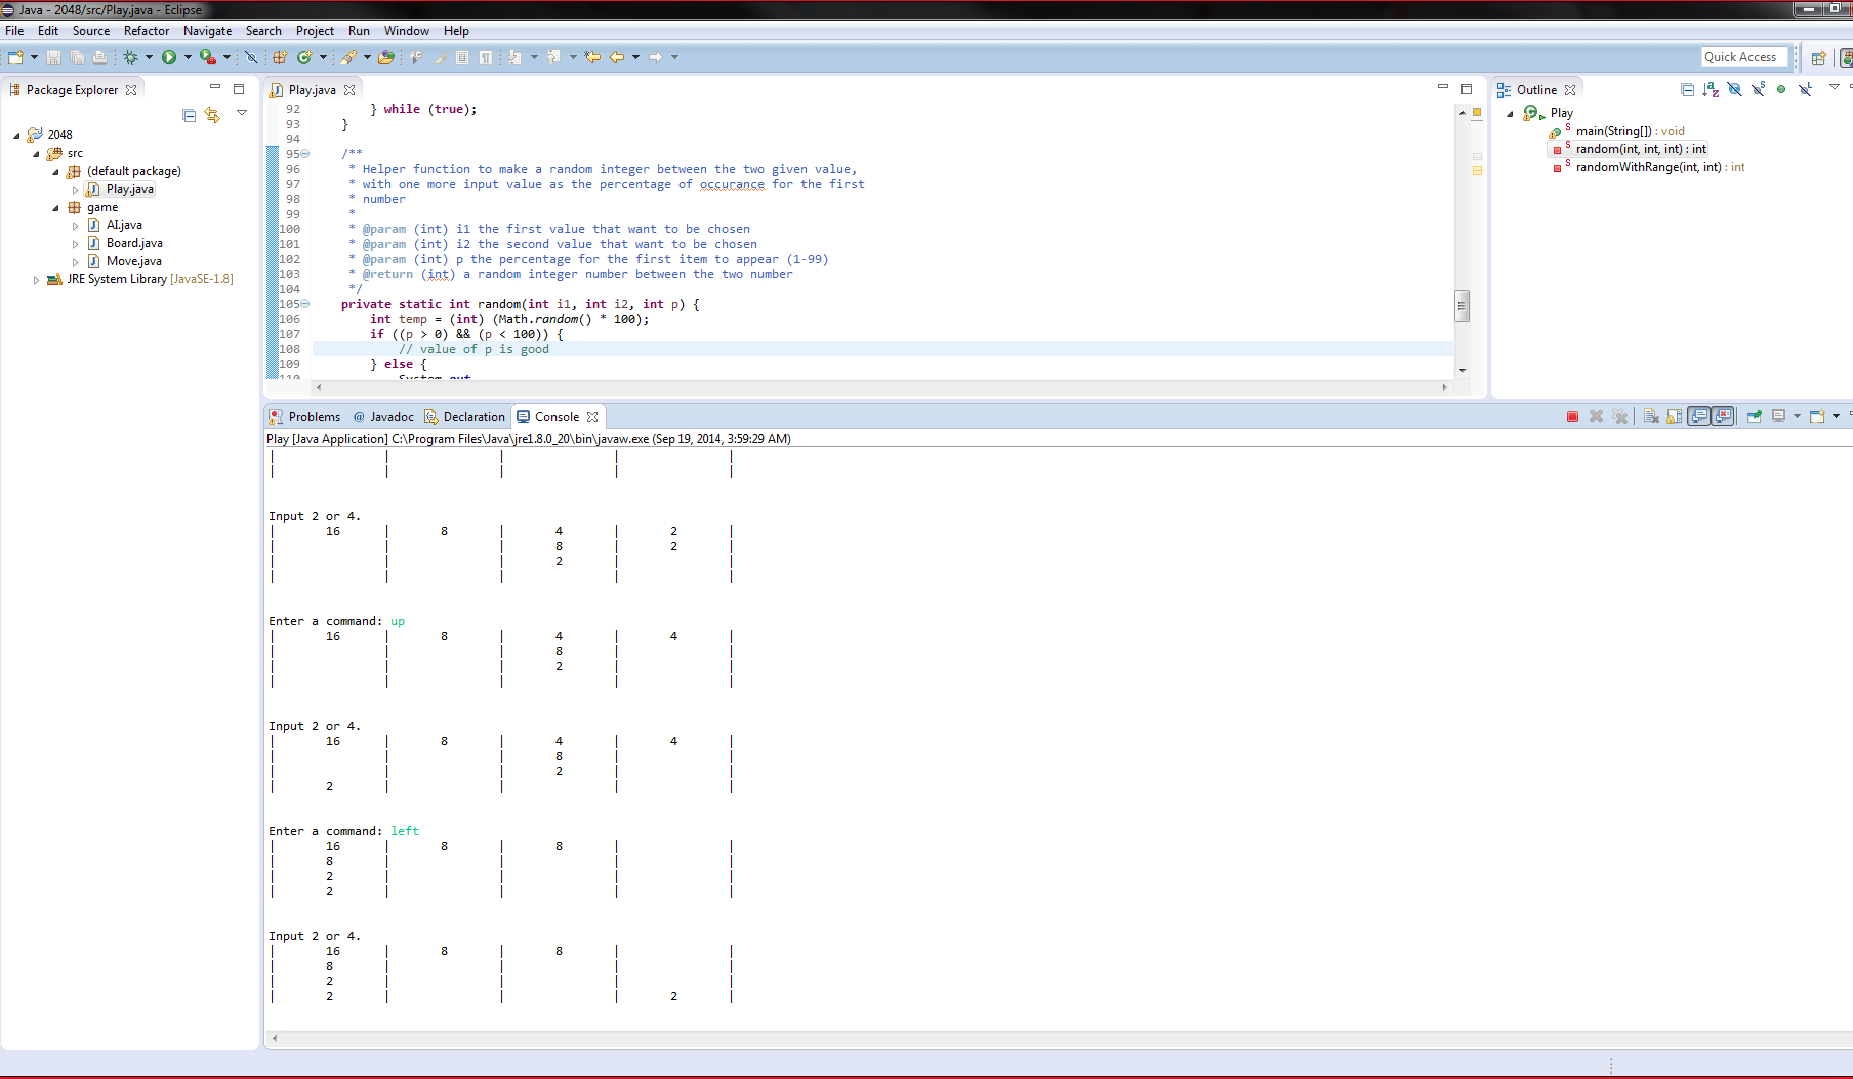 Java - 2048/src/Play.java - Eclipse
File Edit Source Refactor Navigate Search Project Run Window Help
Quick Access
Package Explorer
2048
src
(default package)
Play.java
game
AI.java
Board.java
Move.java
JRE System Library [JavaSE-1.8]
Play.java
92 } while (true);
93 }
94
95 /**
96 * Helper function to make a random integer between the two given value,
97 * with one more input value as the percentage of occurance for the first
98 * number
99 *
100 * @param (int) i1 the first value that want to be chosen
101 * @param (int) i2 the second value that want to be chosen
102 * @param (int) p the percentage for the first item to appear (1-99)
103 * @return (int) a random integer number between the two number
104 */
105 private static int random(int i1, int i2, int p) {
106 int temp = (int) (Math.random() * 100);
107 if ((p > 0) && (p < 100)) {
108 // value of p is good
109 } else {
110 System.out
Outline
Play
main(String[]) : void
random(int, int, int) : int
randomWithRange(int, int) : int
Problems @ Javadoc Declaration Console
Play [Java Application] C:\Program Files\Java\jre1.8.0_20\bin\javaw.exe (Sep 19, 2014, 3:59:29 AM)
| | | | |
| | | | |
Input 2 or 4.
| 16 | 8 | 4 | 2 |
| | | 8 | 2 |
| | | 2 | |
| | | | |
Enter a command: up
| 16 | 8 | 4 | 4 |
| | | 8 | |
| | | 2 | |
| | | | |
Input 2 or 4.
| 16 | 8 | 4 | 4 |
| | | 8 | |
| | | 2 | |
| 2 | | | |
Enter a command: left
| 16 | 8 | 8 | |
| 8 | | | |
| 2 | | | |
| 2 | | | |
Input 2 or 4.
| 16 | 8 | 8 | |
| 8 | | | |
| 2 | | | |
| 2 | | | 2 |